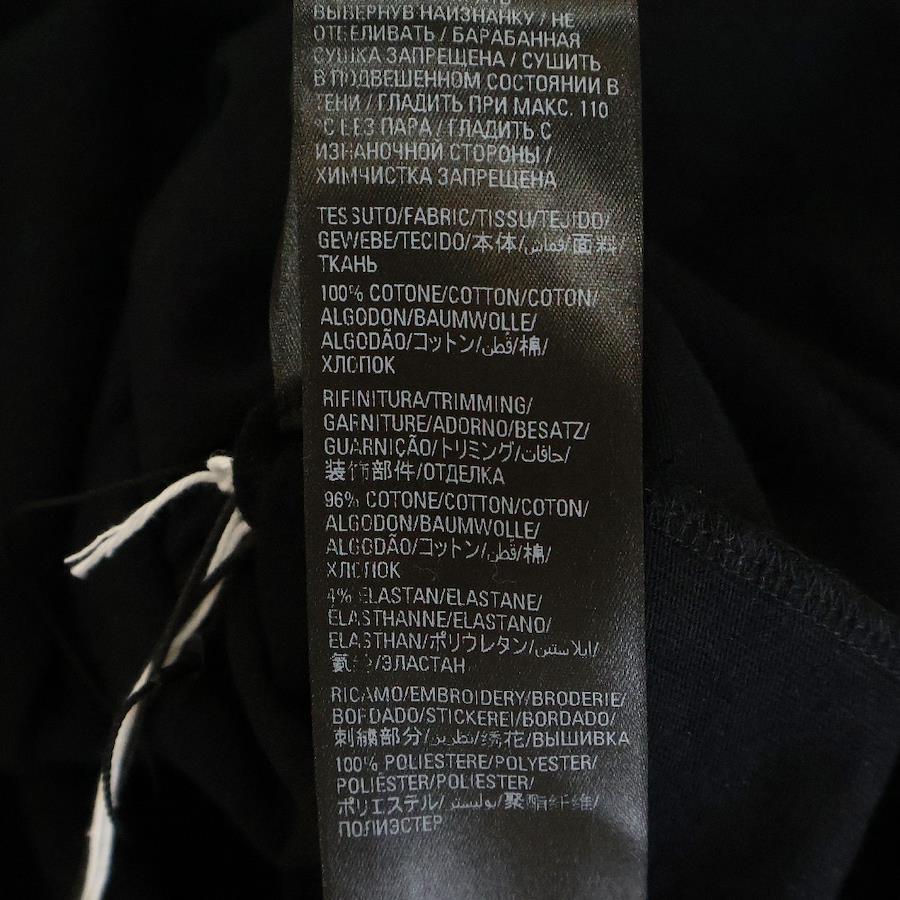 ВЫВЕРНУВ НАИЗНАНКУ / НЕ
ОТБЕЛИВАТЬ / БАРАБАННАЯ
СУШКА ЗАПРЕЩЕНА / СУШИТЬ
В ПОДВЕШЕННОМ СОСТОЯНИИ В
ТЕНИ / ГЛАДИТЬ ПРИ МАКС. 110
°C БЕЗ ПАРА / ГЛАДИТЬ С
ИЗНАНОЧНОЙ СТОРОНЫ /
ХИМЧИСТКА ЗАПРЕЩЕНА
TESSUTO/FABRIC/TISSU/TEJIDO/
GEWEBE/TECIDO/本体/قماش/面料/
ТКАНЬ
100% COTONE/COTTON/COTON/
ALGODON/BAUMWOLLE/
ALGODÃO/コットン/قطن/棉/
ХЛОПОК
RIFINITURA/TRIMMING/
GARNITURE/ADORNO/BESATZ/
GUARNIÇÃO/トリミング/حافات/
装饰部件/ОТДЕЛКА
96% COTONE/COTTON/COTON/
ALGODON/BAUMWOLLE/
ALGODÃO/コットン/قطن/棉/
ХЛОПОК
4% ELASTAN/ELASTANE/
ELASTHANNE/ELASTANO/
ELASTHAN/ポリウレタン/ايلاستين/
氨纶/ЭЛАСТАН
RICAMO/EMBROIDERY/BRODERIE/
BORDADO/STICKEREI/BORDADO/
刺繍部分/تطريز/绣花/ВЫШИВКА
100% POLIESTERE/POLYESTER/
POLIÉSTER/POLIESTER/
ポリエステル/بوليستر/聚酯纤维/
ПОЛИЭСТЕР